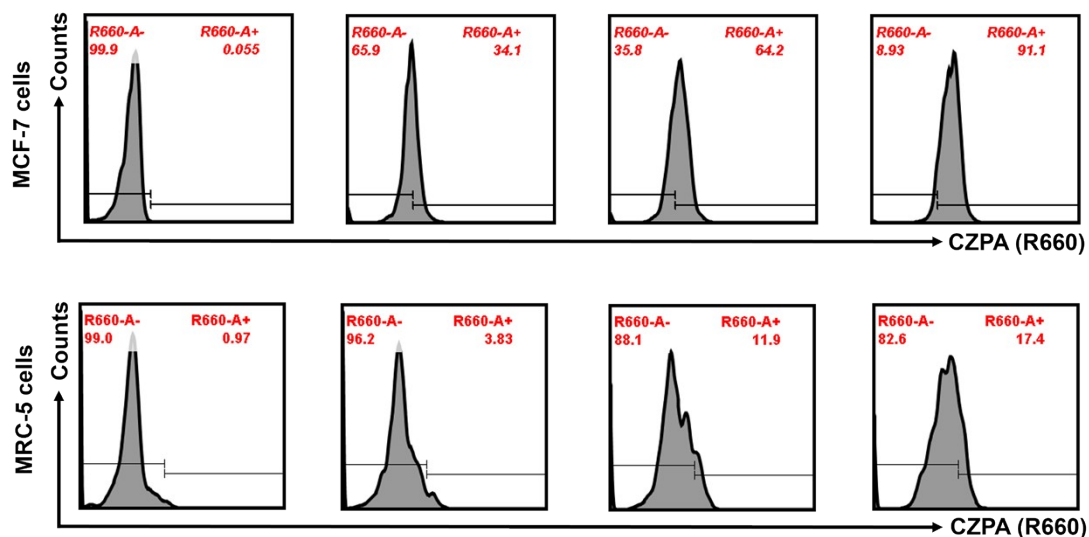 MCF-7 cells
Counts
R660-A- R660-A+
99.9 0.055
R660-A- R660-A+
65.9 34.1
R660-A- R660-A+
35.8 64.2
R660-A- R660-A+
8.93 91.1
CZPA (R660)
MRC-5 cells
Counts
R660-A- R660-A+
99.0 0.97
R660-A- R660-A+
96.2 3.83
R660-A- R660-A+
88.1 11.9
R660-A- R660-A+
82.6 17.4
CZPA (R660)